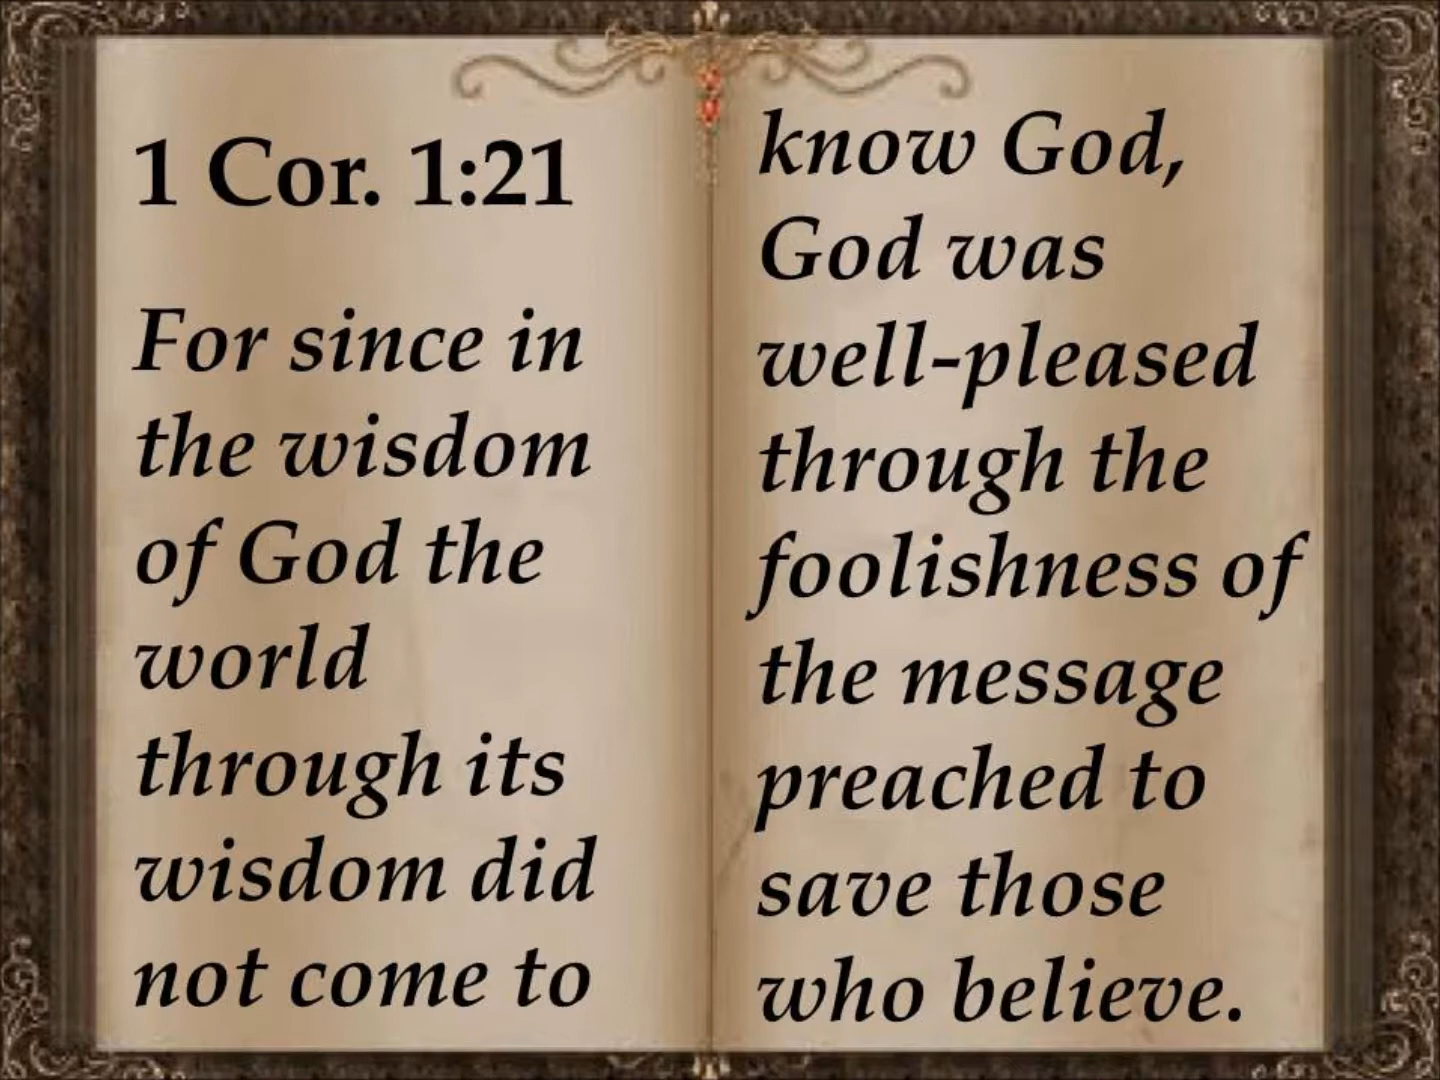 1 Cor. 1:21
For since in
the wisdom
of God the
world
through its
wisdom did
not come to
know God,
God was
well-pleased
through the
foolishness of
the message
preached to
save those
who believe.